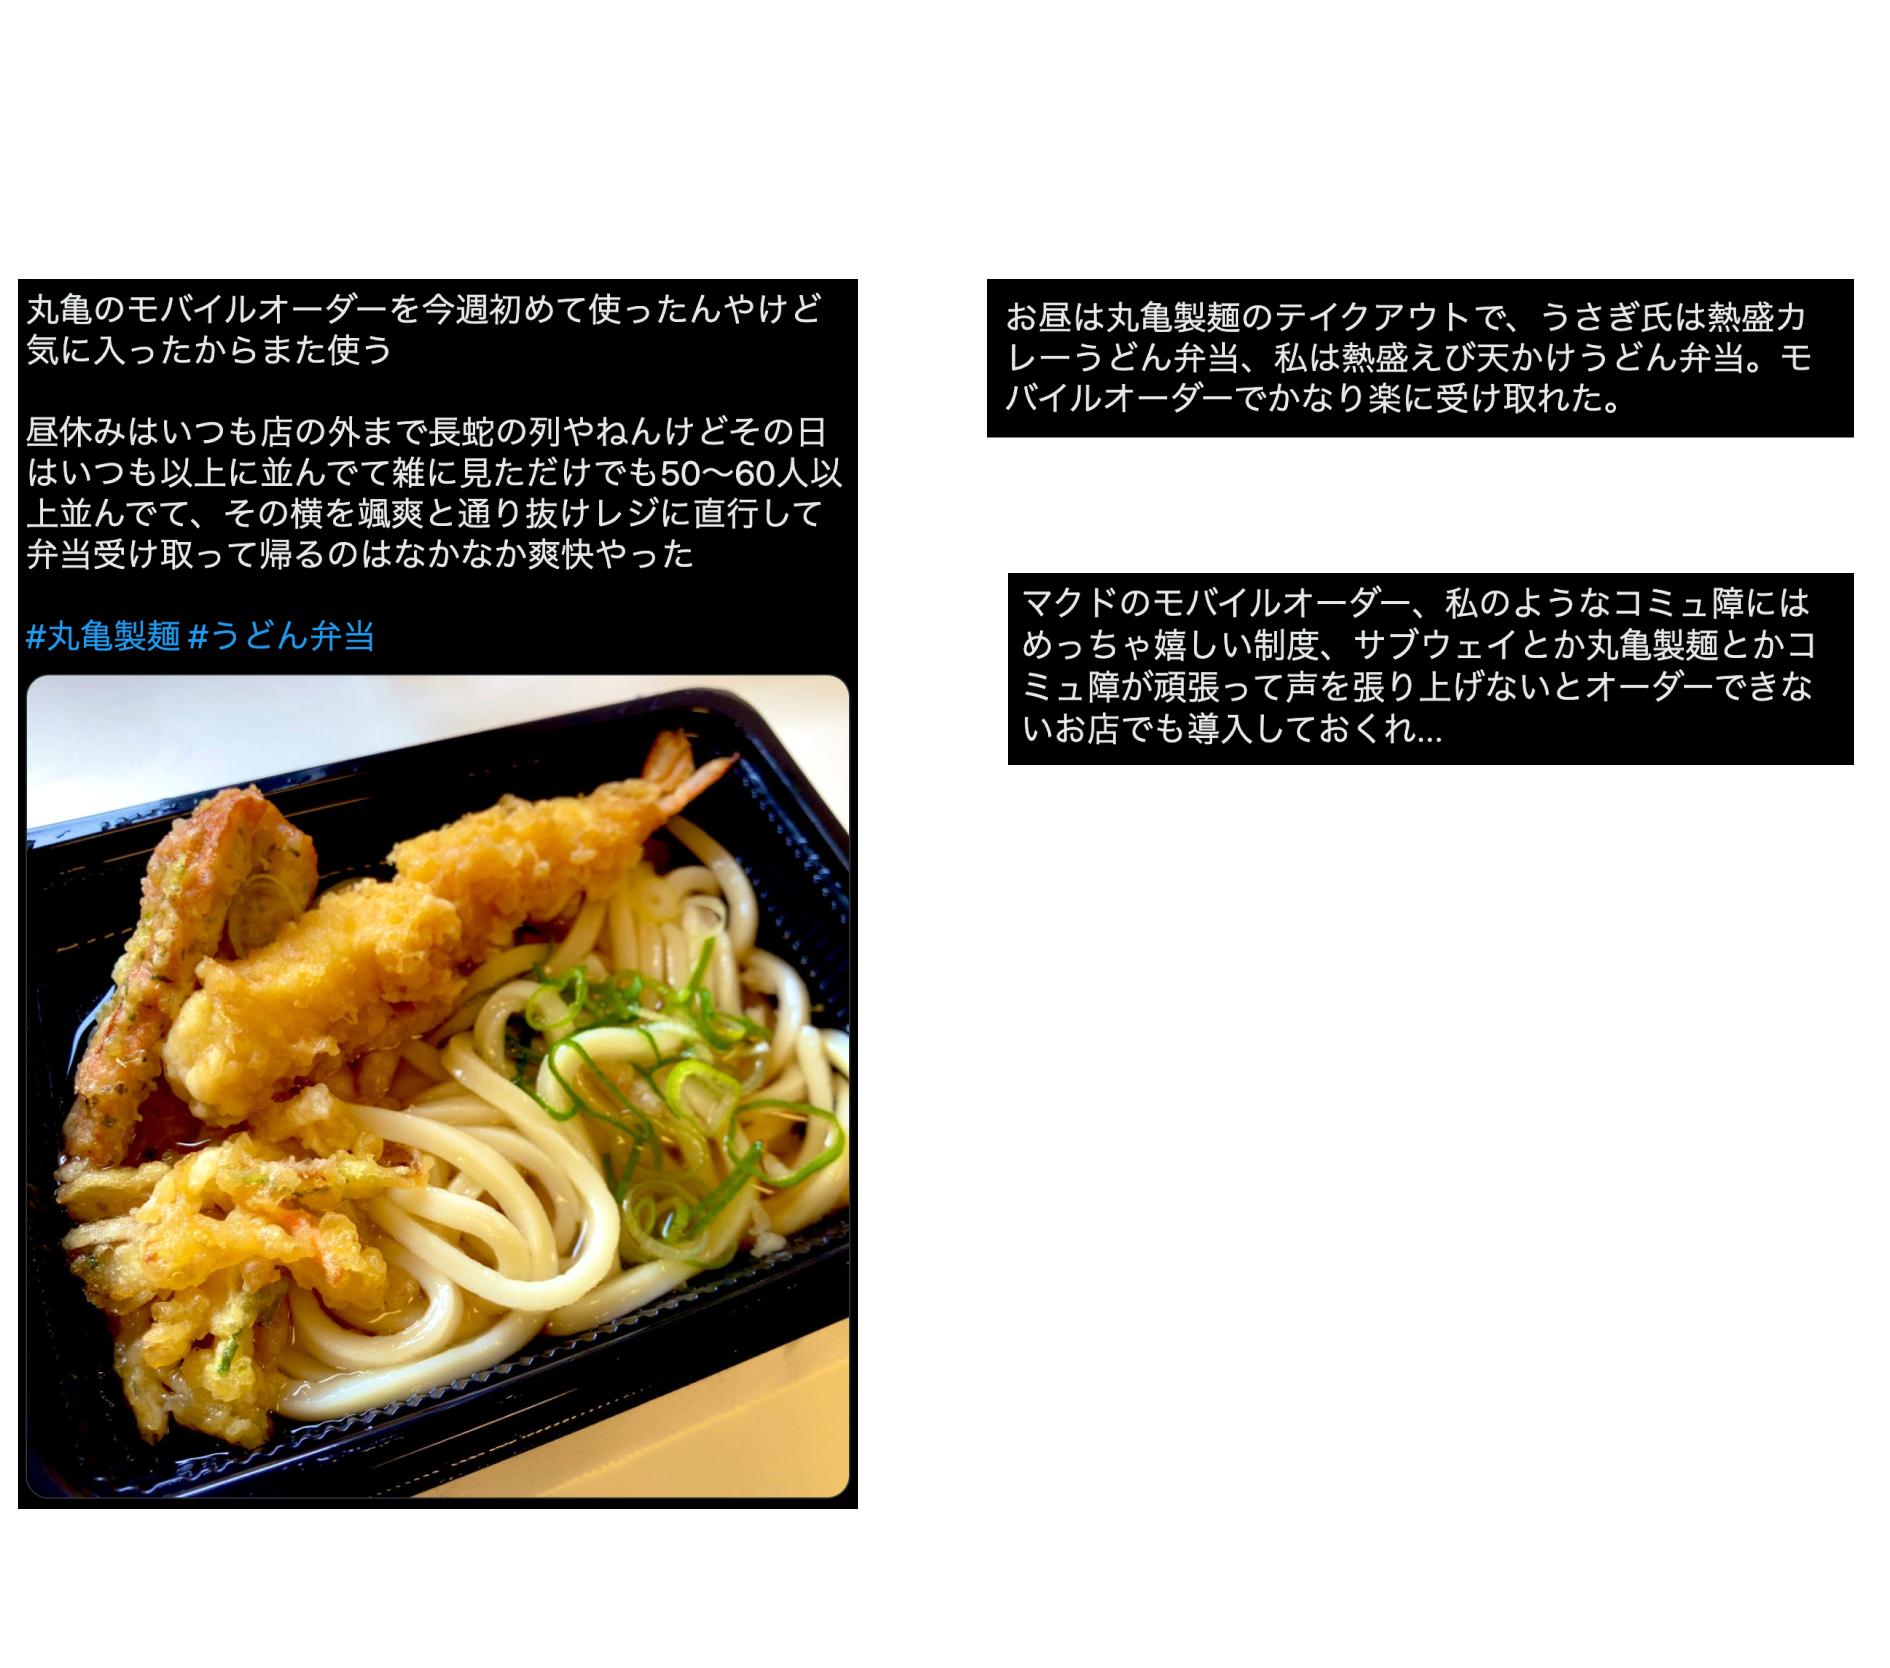 丸亀のモバイルオーダーを今週初めて使ったんやけど
気に入ったからまた使う
昼休みはいつも店の外まで長蛇の列やねんけどその日
はいつも以上に並んでて雑に見ただけでも50〜60人以
上並んでて、その横を颯爽と通り抜けレジに直行して
弁当受け取って帰るのはなかなか爽快やった
#丸亀製麺 #うどん弁当
お昼は丸亀製麺のテイクアウトで、うさぎ氏は熱盛カ
レーうどん弁当、私は熱盛えび天かけうどん弁当。モ
バイルオーダーでかなり楽に受け取れた。
マクドのモバイルオーダー、私のようなコミュ障には
めっちゃ嬉しい制度、サブウェイとか丸亀製麺とかコ
ミュ障が頑張って声を張り上げないとオーダーできな
いお店でも導入しておくれ...